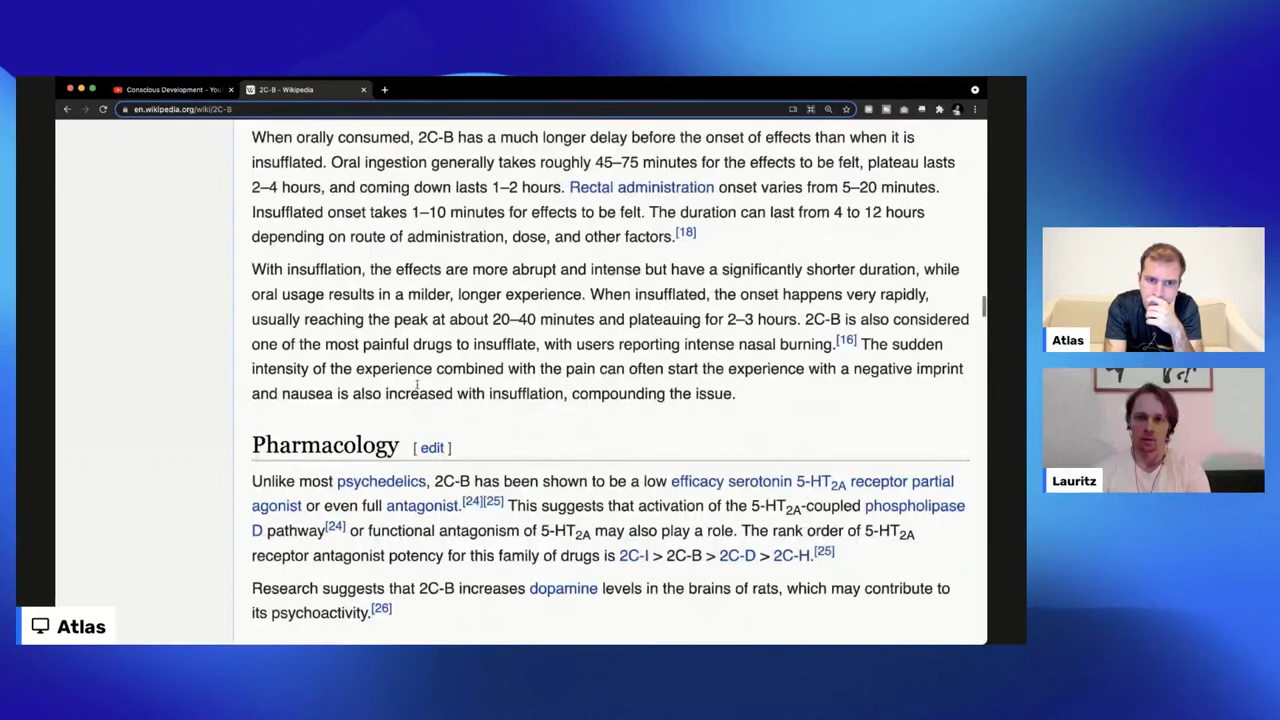 Conscious Development - You
2C-B - Wikipedia
en.wikipedia.org/wiki/2C-B
When orally consumed, 2C-B has a much longer delay before the onset of effects than when it is
insufflated. Oral ingestion generally takes roughly 45–75 minutes for the effects to be felt, plateau lasts
2–4 hours, and coming down lasts 1–2 hours. Rectal administration onset varies from 5–20 minutes.
Insufflated onset takes 1–10 minutes for effects to be felt. The duration can last from 4 to 12 hours
depending on route of administration, dose, and other factors.[18]
With insufflation, the effects are more abrupt and intense but have a significantly shorter duration, while
oral usage results in a milder, longer experience. When insufflated, the onset happens very rapidly,
usually reaching the peak at about 20–40 minutes and plateauing for 2–3 hours. 2C-B is also considered
one of the most painful drugs to insufflate, with users reporting intense nasal burning.[16] The sudden
intensity of the experience combined with the pain can often start the experience with a negative imprint
and nausea is also increased with insufflation, compounding the issue.
Pharmacology [ edit ]
Unlike most psychedelics, 2C-B has been shown to be a low efficacy serotonin 5-HT2A receptor partial
agonist or even full antagonist.[24][25] This suggests that activation of the 5-HT2A-coupled phospholipase
D pathway[24] or functional antagonism of 5-HT2A may also play a role. The rank order of 5-HT2A
receptor antagonist potency for this family of drugs is 2C-I > 2C-B > 2C-D > 2C-H.[25]
Research suggests that 2C-B increases dopamine levels in the brains of rats, which may contribute to
its psychoactivity.[26]
Atlas
Atlas
Lauritz